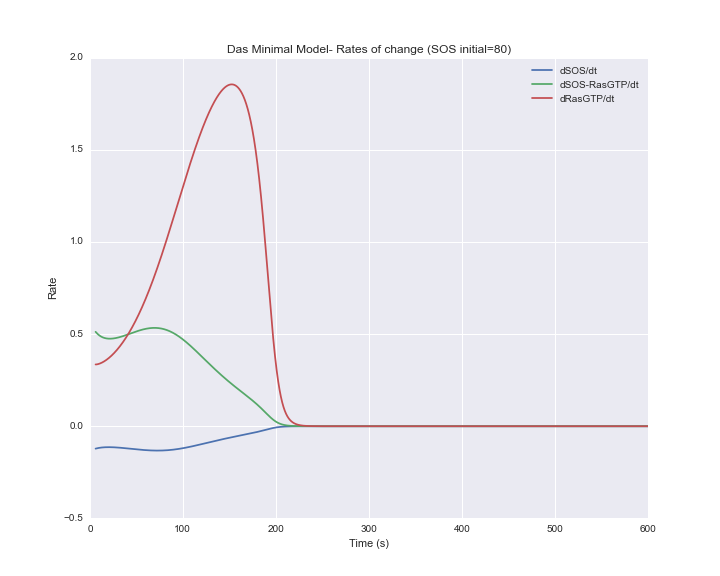 Das Minimal Model- Rates of change (SOS initial=80)
2.0
1.5
1.0
0.5
0.0
−0.5
Rate
dSOS/dt
dSOS-RasGTP/dt
dRasGTP/dt
0 100 200 300 400 500 600
Time (s)